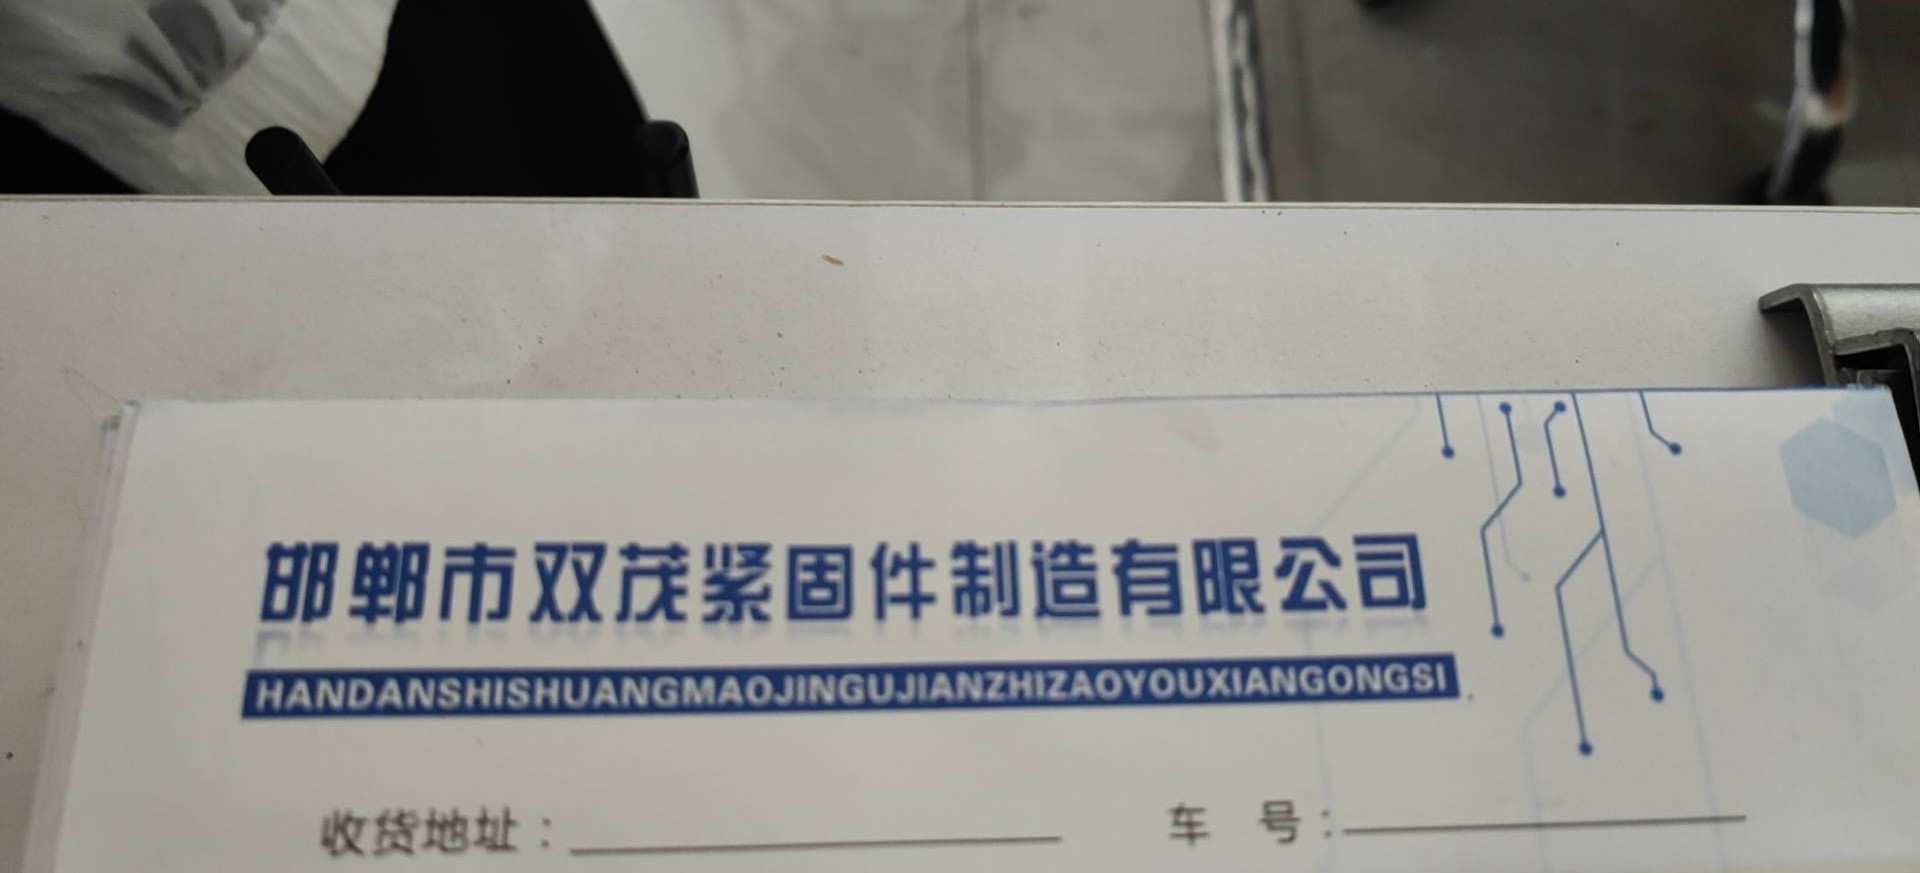 邯郸市双茂紧固件制造有限公司
HANDANSHISHUANGMAOJINGUJIANZHIZAOYOUXIANGONGSI
收货地址：　　　　　　车　号：